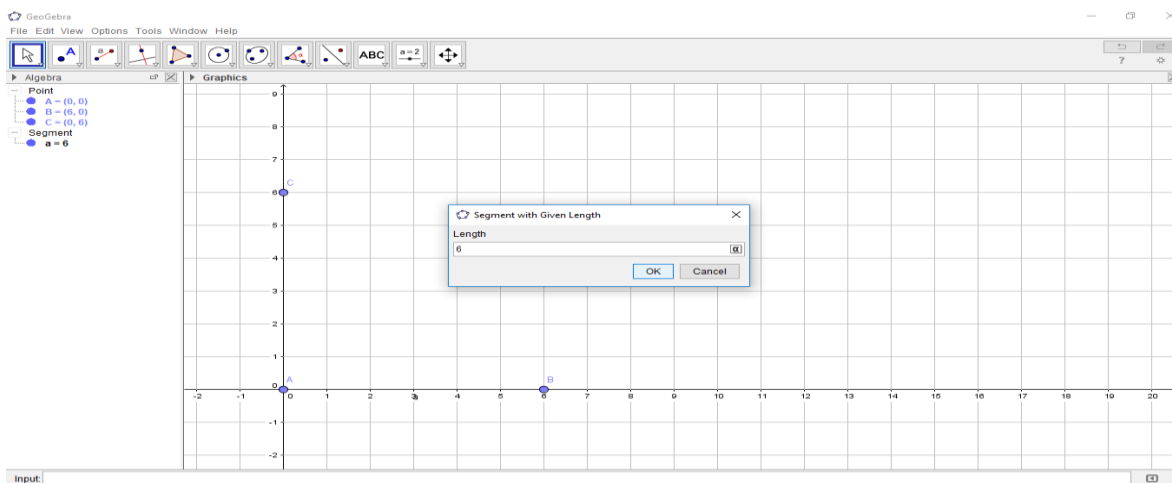 GeoGebra
File Edit View Options Tools Window Help
A ABC a = 2
?
Algebra
Graphics
Point
A = (0, 0)
B = (6, 0)
C = (0, 6)
Segment
a = 6
9
8
7
6 C
5
4
3
2
1
0 A B
-2 -1 0 1 2 3 a 4 5 6 7 8 9 10 11 12 13 14 15 16 17 18 19 20
-1
-2
Segment with Given Length
Length
6 α
OK Cancel
Input: